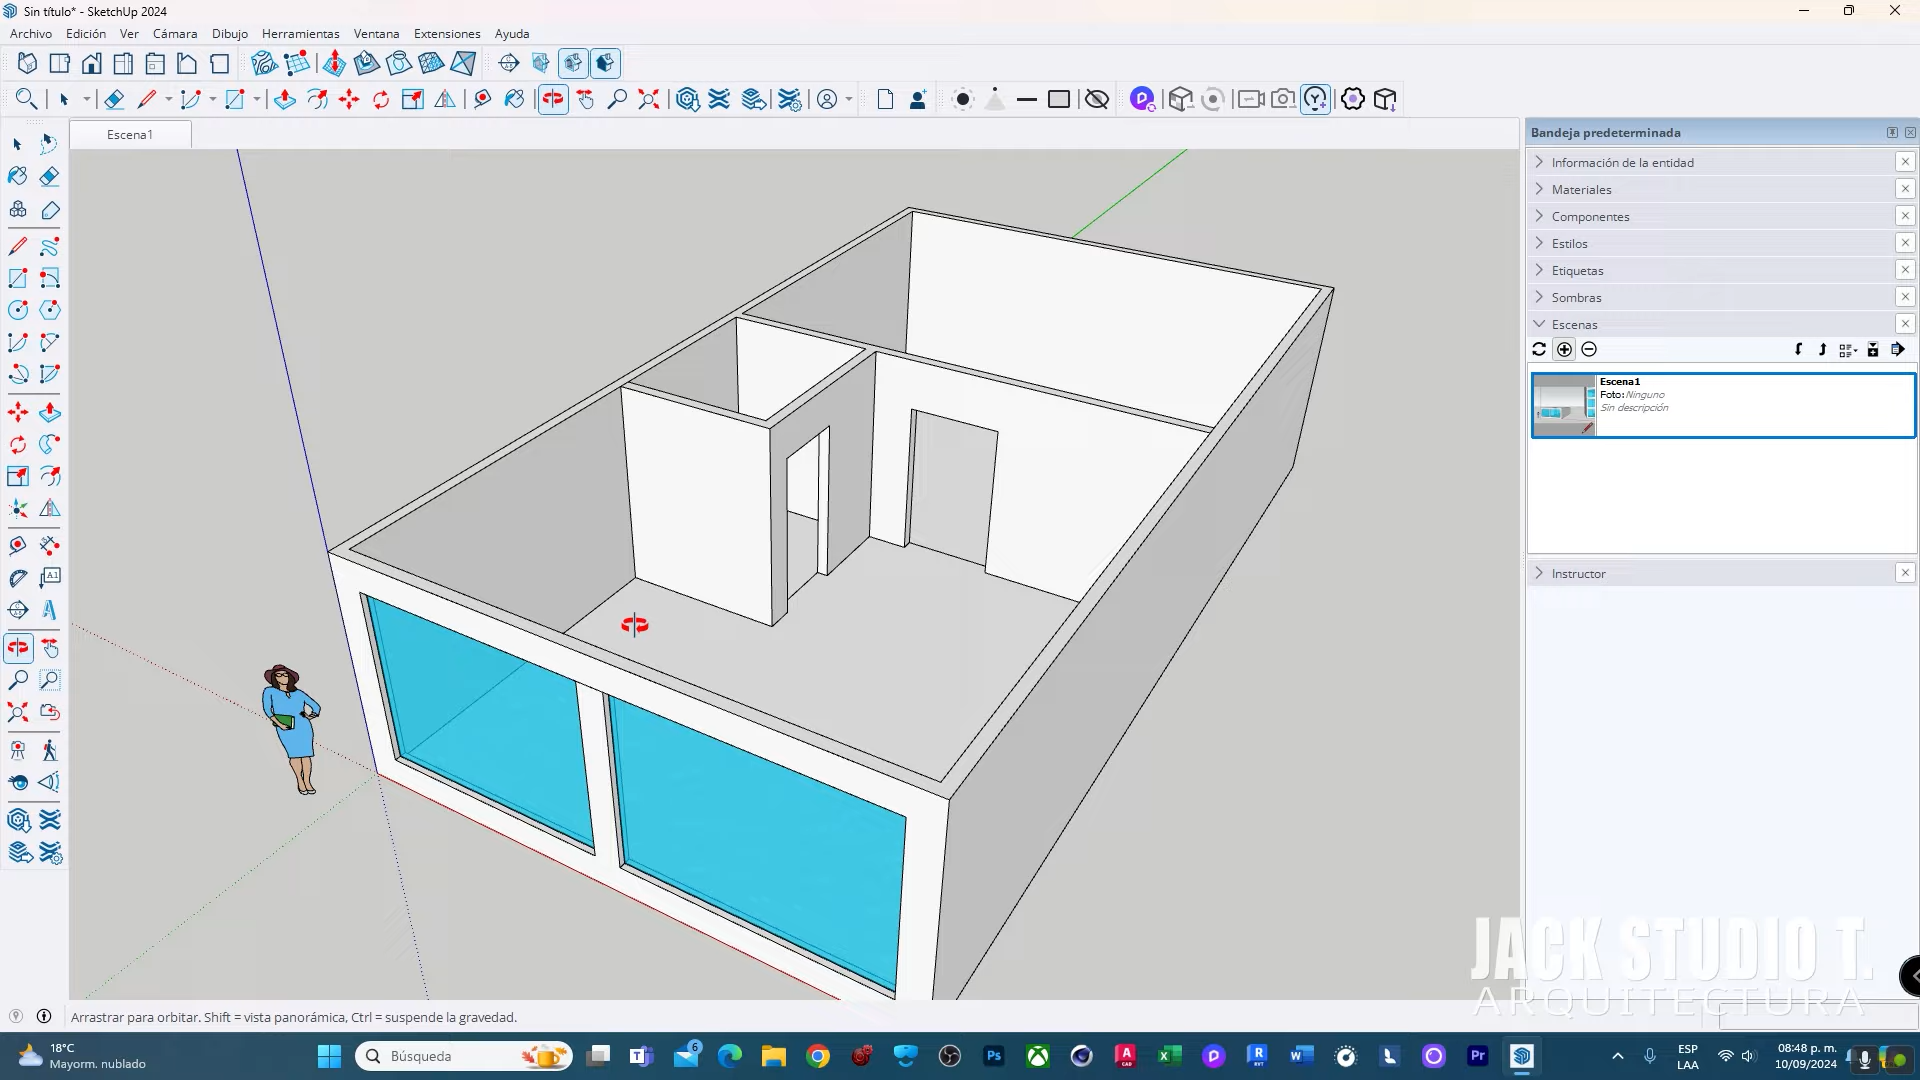 Sin título* - SketchUp 2024
Archivo Edición Ver Cámara Dibujo Herramientas Ventana Extensiones Ayuda
Escena1
Bandeja predeterminada
Información de la entidad
Materiales
Componentes
Estilos
Etiquetas
Sombras
Escenas
Escena1
Foto: Ninguno
Sin descripción
Instructor
JACK STUDIO T.
ARQUITECTURA
Arrastrar para orbitar. Shift = vista panorámica, Ctrl = suspende la gravedad.
18°C
Mayorm. nublado
Búsqueda
6
ESP
LAA
08:48 p. m.
10/09/2024